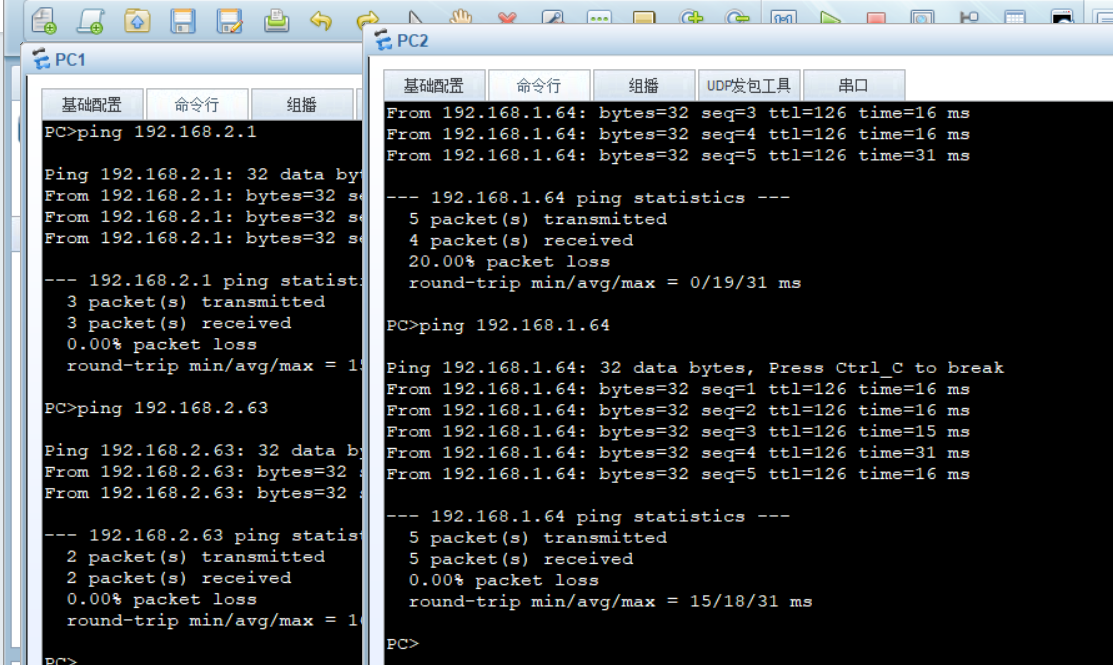 PC1
基础配置
命令行
组播
PC>ping 192.168.2.1
Ping 192.168.2.1: 32 data by
From 192.168.2.1: bytes=32 s
From 192.168.2.1: bytes=32 s
From 192.168.2.1: bytes=32 s
--- 192.168.2.1 ping statist
3 packet(s) transmitted
3 packet(s) received
0.00% packet loss
round-trip min/avg/max = 1
PC>ping 192.168.2.63
Ping 192.168.2.63: 32 data b
From 192.168.2.63: bytes=32
From 192.168.2.63: bytes=32
--- 192.168.2.63 ping statis
2 packet(s) transmitted
2 packet(s) received
0.00% packet loss
round-trip min/avg/max = 1
PC>
PC2
基础配置
命令行
组播
UDP发包工具
串口
From 192.168.1.64: bytes=32 seq=3 ttl=126 time=16 ms
From 192.168.1.64: bytes=32 seq=4 ttl=126 time=16 ms
From 192.168.1.64: bytes=32 seq=5 ttl=126 time=31 ms
--- 192.168.1.64 ping statistics ---
5 packet(s) transmitted
4 packet(s) received
20.00% packet loss
round-trip min/avg/max = 0/19/31 ms
PC>ping 192.168.1.64
Ping 192.168.1.64: 32 data bytes, Press Ctrl_C to break
From 192.168.1.64: bytes=32 seq=1 ttl=126 time=16 ms
From 192.168.1.64: bytes=32 seq=2 ttl=126 time=16 ms
From 192.168.1.64: bytes=32 seq=3 ttl=126 time=15 ms
From 192.168.1.64: bytes=32 seq=4 ttl=126 time=31 ms
From 192.168.1.64: bytes=32 seq=5 ttl=126 time=16 ms
--- 192.168.1.64 ping statistics ---
5 packet(s) transmitted
5 packet(s) received
0.00% packet loss
round-trip min/avg/max = 15/18/31 ms
PC>